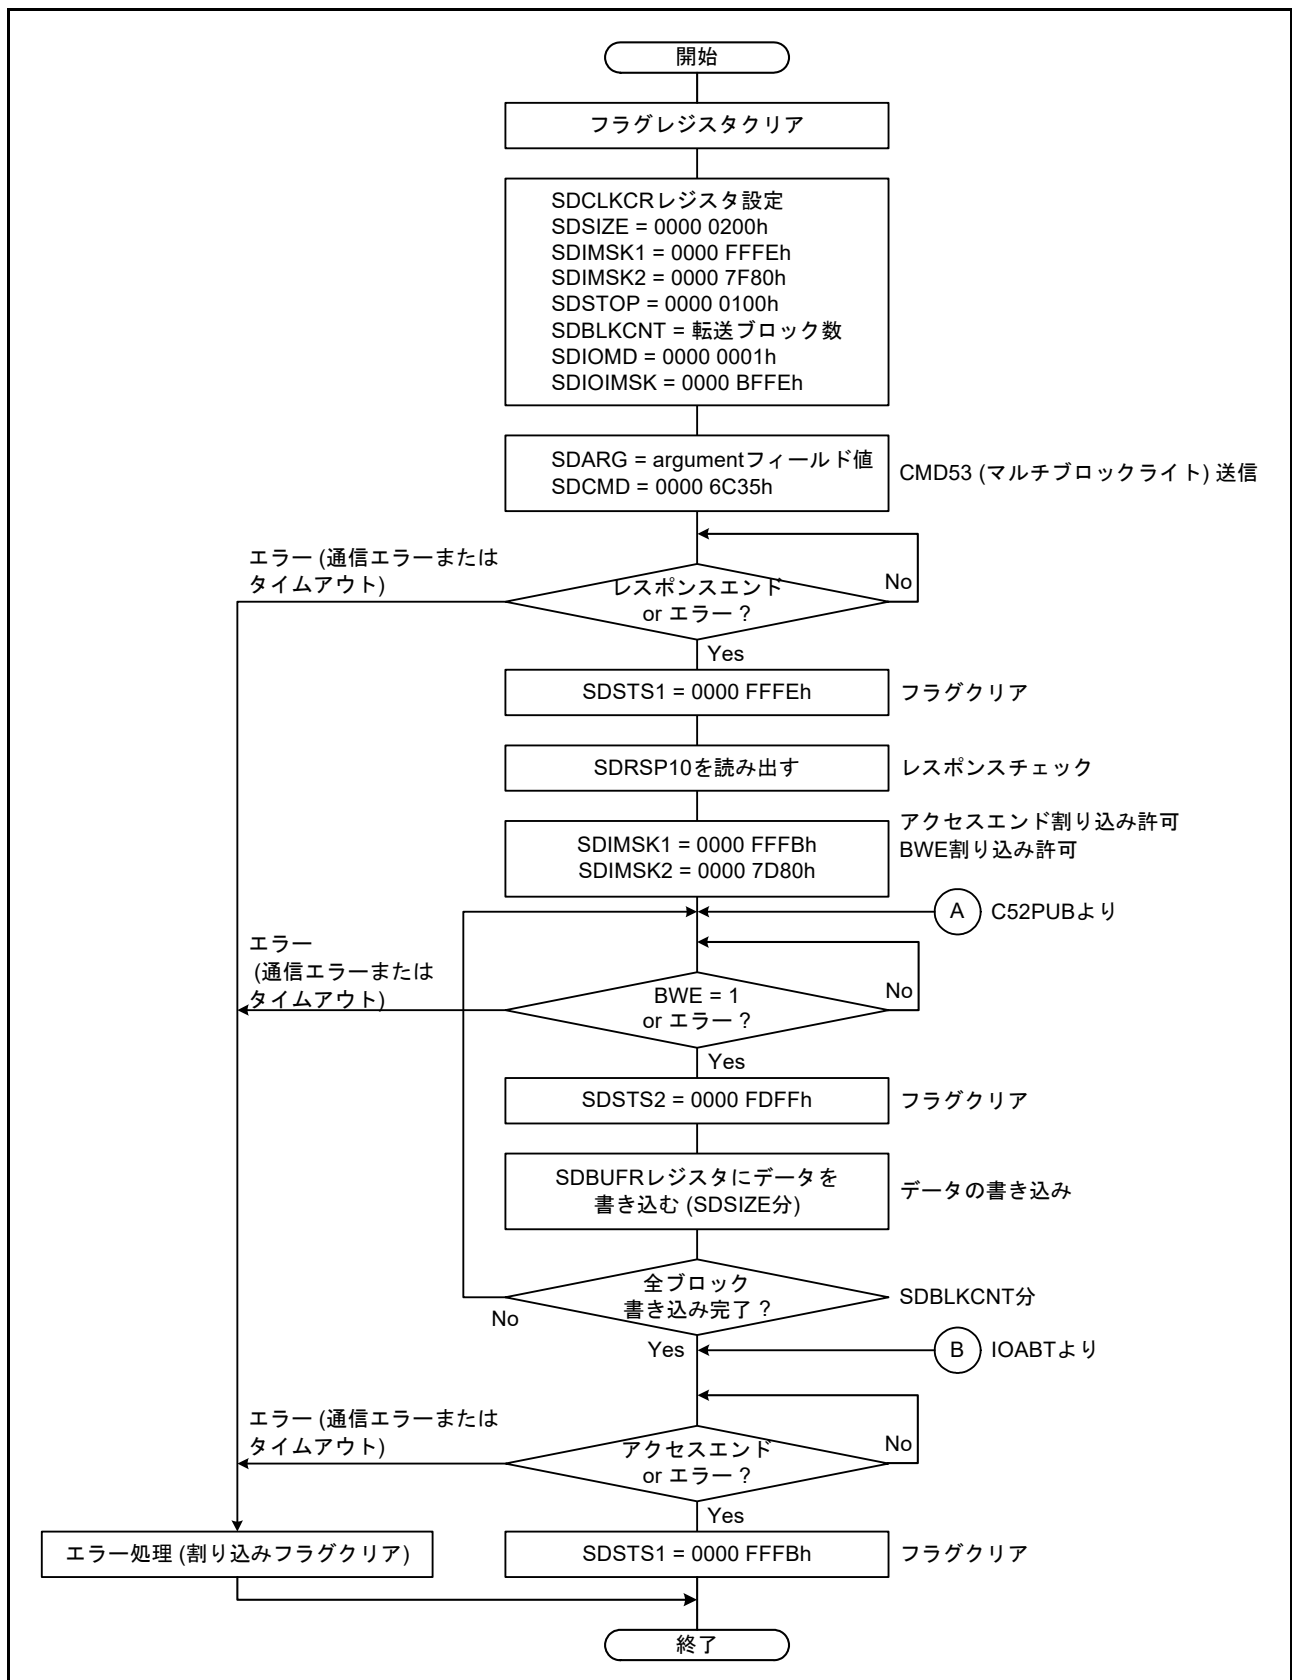 開始
フラグレジスタクリア
SDCLKCRレジスタ設定
SDSIZE = 0000 0200h
SDIMSK1 = 0000 FFFEh
SDIMSK2 = 0000 7F80h
SDSTOP = 0000 0100h
SDBLKCNT = 転送ブロック数
SDIOMD = 0000 0001h
SDIOIMSK = 0000 BFFEh
SDARG = argumentフィールド値
SDCMD = 0000 6C35h
CMD53 (マルチブロックライト) 送信
エラー (通信エラーまたは
タイムアウト)
レスポンスエンド
or エラー ?
No
Yes
SDSTS1 = 0000 FFFEh
フラグクリア
SDRSP10を読み出す
レスポンスチェック
SDIMSK1 = 0000 FFFBh
SDIMSK2 = 0000 7D80h
アクセスエンド割り込み許可
BWE割り込み許可
A
C52PUBより
エラー
(通信エラーまたは
タイムアウト)
BWE = 1
or エラー ?
No
Yes
SDSTS2 = 0000 FDFFh
フラグクリア
SDBUFRレジスタにデータを
書き込む (SDSIZE分)
データの書き込み
全ブロック
書き込み完了 ?
SDBLKCNT分
No
Yes
B
IOABTより
エラー (通信エラーまたは
タイムアウト)
アクセスエンド
or エラー ?
No
Yes
エラー処理 (割り込みフラグクリア)
SDSTS1 = 0000 FFFBh
フラグクリア
終了